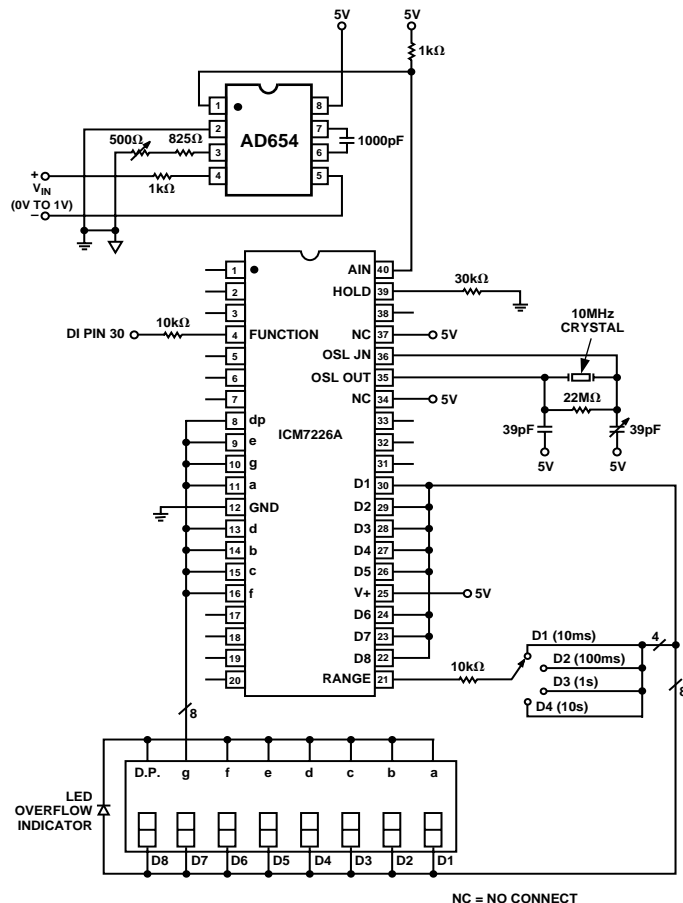 5V
5V
1kΩ
1
8
2
7
AD654
1000pF
500Ω
825Ω
3
6
+
4
5
VIN
1kΩ
(0V TO 1V)
–
1
AIN
40
30kΩ
2
HOLD
39
3
38
10MHz
CRYSTAL
10kΩ
DI PIN 30
4
FUNCTION
NC
37
5V
5
OSL JN
36
6
OSL OUT
35
22MΩ
7
NC
34
5V
8
dp
ICM7226A
33
39pF
39pF
9
e
32
5V
5V
10
g
31
11
a
D1
30
12
GND
D2
29
13
d
D3
28
14
b
D4
27
15
c
D5
26
16
f
V+
25
5V
17
D6
24
18
D7
23
D1 (10ms)
4
19
D8
22
D2 (100ms)
10kΩ
20
RANGE
21
D3 (1s)
8
D4 (10s)
8
D.P.
g
f
e
d
c
b
a
LED
OVERFLOW
INDICATOR
D8
D7
D6
D5
D4
D3
D2
D1
NC = NO CONNECT